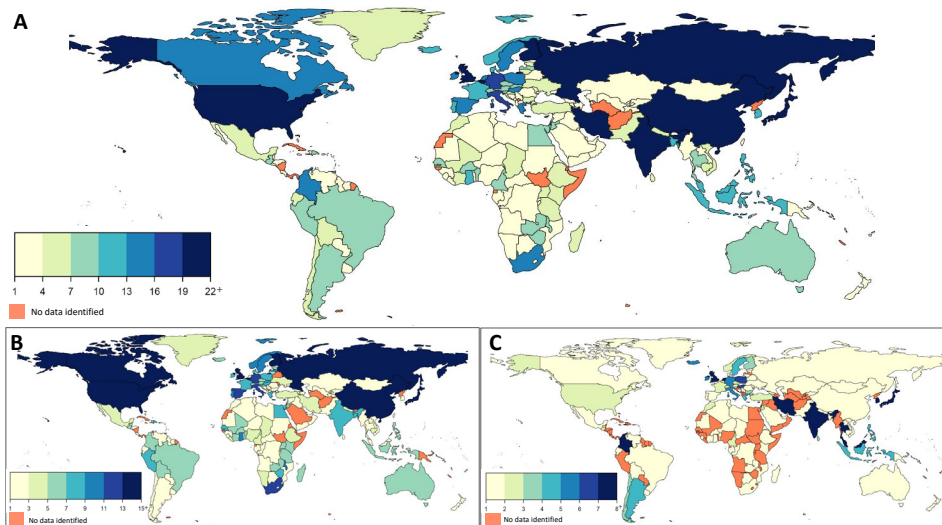 A
1 4 7 10 13 16 19 22+
No data identified
B
1 3 5 7 9 11 13 15+
No data identified
C
1 2 3 4 5 6 7 8+
No data identified